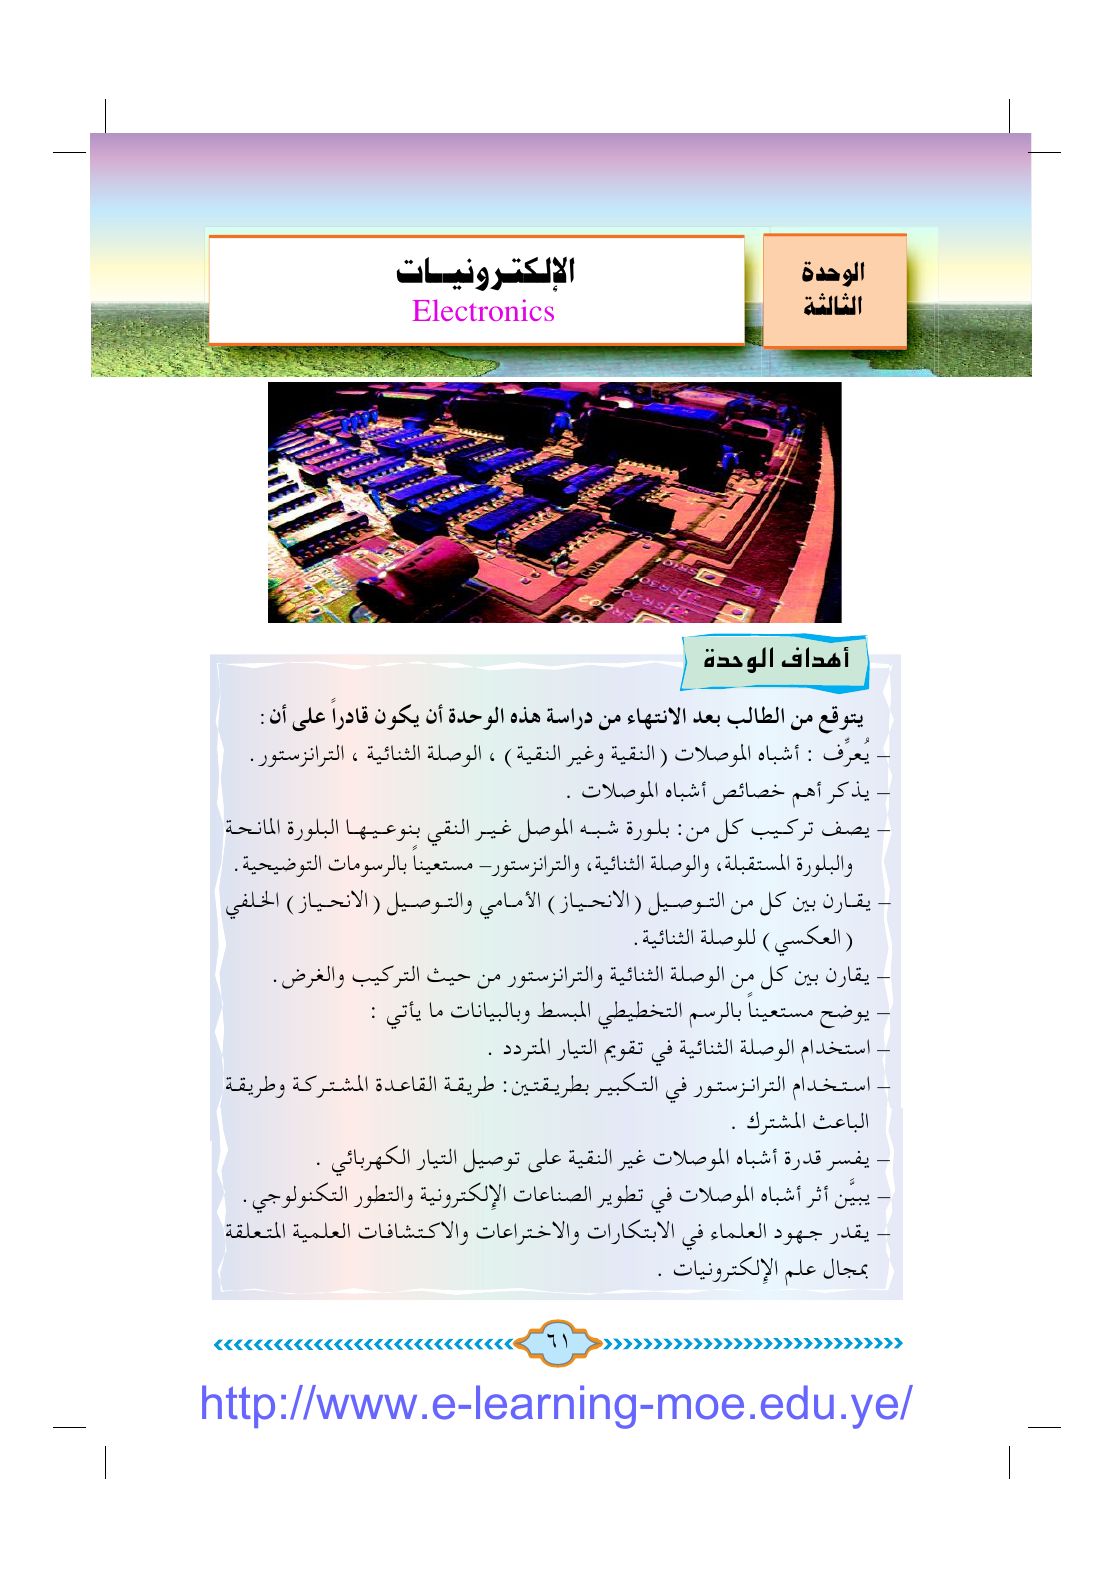 الوحدة
الثالثة
الإلكترونيات
Electronics
أهداف الوحدة
يتوقع من الطالب بعد الانتهاء من دراسة هذه الوحدة أن يكون قادراً على أن :
– يُعرِّف : أشباه الموصلات ( النقية وغير النقية ) ، الوصلة الثنائية ، الترانزستور .
– يذكر أهم خصائص أشباه الموصلات .
– يصف تركيب كل من : بلورة شبه الموصل غير النقي بنوعيها البلورة المانحة
والبلورة المستقبلة، والوصلة الثنائية، والترانزستور– مستعيناً بالرسومات التوضيحية .
– يقارن بين كل من التوصيل ( الانحياز ) الأمامي والتوصيل ( الانحياز ) الخلفي
( العكسي ) للوصلة الثنائية .
– يقارن بين كل من الوصلة الثنائية والترانزستور من حيث التركيب والغرض .
– يوضح مستعيناً بالرسم التخطيطي المبسط وبالبيانات ما يأتي :
– استخدام الوصلة الثنائية في تقويم التيار المتردد .
– استخدام الترانزستور في التكبير بطريقتين : طريقة القاعدة المشتركة وطريقة
الباعث المشترك .
– يفسر قدرة أشباه الموصلات غير النقية على توصيل التيار الكهربائي .
– يبيَّن أثر أشباه الموصلات في تطوير الصناعات الإلكترونية والتطور التكنولوجي .
– يقدر جهود العلماء في الابتكارات والاختراعات والاكتشافات العلمية المتعلقة
بمجال علم الإلكترونيات .
٦١
http://www.e-learning-moe.edu.ye/